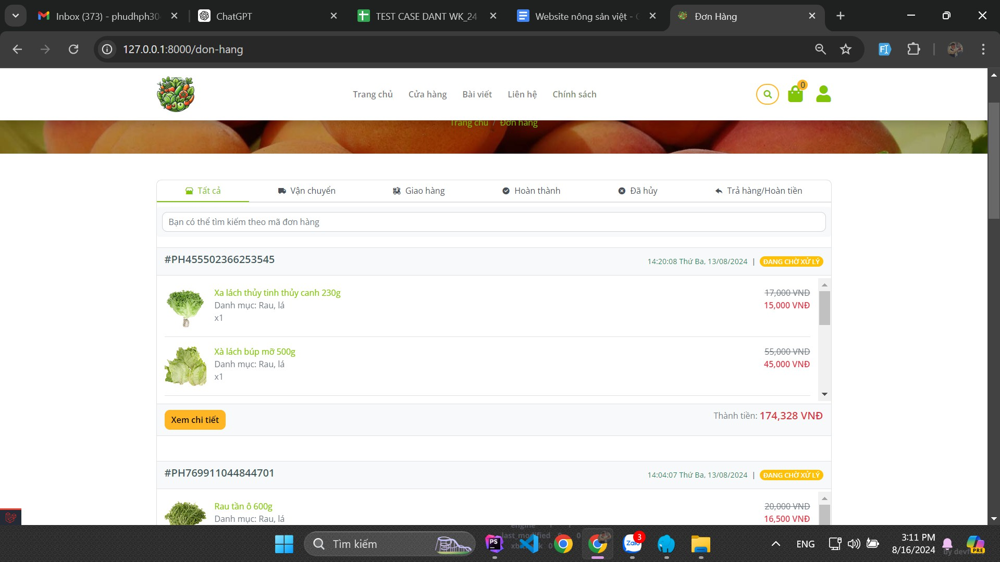 Inbox (373) - phudhph30
ChatGPT
TEST CASE DANT WK_24
Website nông sản việt - G
Đơn Hàng
127.0.0.1:8000/don-hang
Trang chủ
Cửa hàng
Bài viết
Liên hệ
Chính sách
0
Trang chủ / Đơn hàng
Tất cả
Vận chuyển
Giao hàng
Hoàn thành
Đã hủy
Trả hàng/Hoàn tiền
Bạn có thể tìm kiếm theo mã đơn hàng
#PH455502366253545
14:20:08 Thứ Ba, 13/08/2024 | ĐANG CHỜ XỬ LÝ
Xa lách thủy tinh thủy canh 230g
17,000 VNĐ
Danh mục: Rau, lá
15,000 VNĐ
x1
Xà lách búp mỡ 500g
55,000 VNĐ
Danh mục: Rau, lá
45,000 VNĐ
x1
Xem chi tiết
Thành tiền: 174,328 VNĐ
#PH769911044844701
14:04:07 Thứ Ba, 13/08/2024 | ĐANG CHỜ XỬ LÝ
Rau tần ô 600g
20,000 VNĐ
Danh mục: Rau, lá
16,500 VNĐ
Tìm kiếm
PS
Zalo
3
ENG
3:11 PM
8/16/2024
PRE